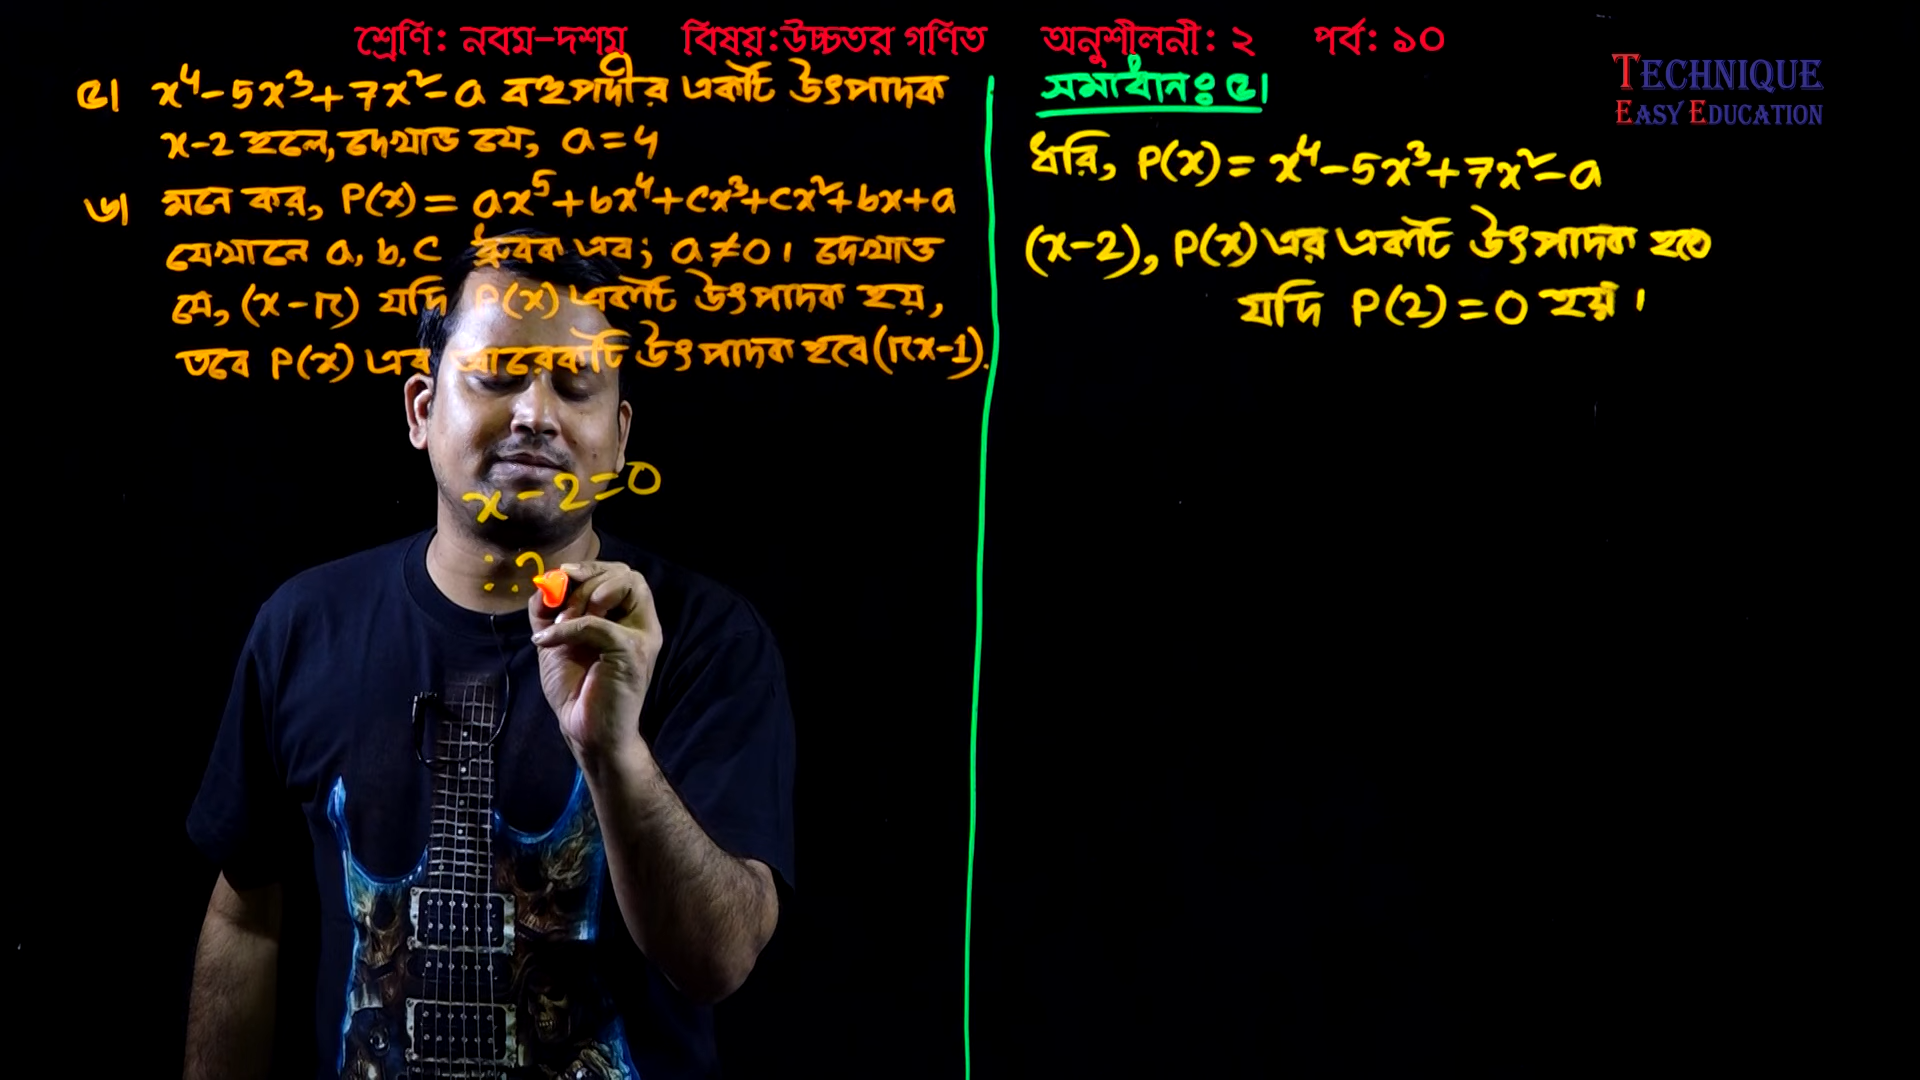 শ্রেণি: নবম-দশম বিষয়:উচ্চতর গণিত অনুশীলনী: ২ পর্ব: ১০
TECHNIQUE
EASY EDUCATION
৫। x⁴-5x³+7x²-a বহুপদীর একটি উৎপাদক
x-2 হলে, দেখাও যে, a=4
৬। মনে কর, P(x) = ax⁵+bx⁴+cx³+cx²+bx+a
যেখানে a, b, c ধ্রুবক এবং a≠0। দেখাও
যে, (x-r) যদি P(x) একটি উৎপাদক হয়,
তবে P(x) এর আরেকটি উৎপাদক হবে (rx-1).
x-2=0
সমাধানঃ ৫।
ধরি, P(x) = x⁴-5x³+7x²-a
(x-2), P(x) এর একটি উৎপাদক হবে
যদি P(2)=0 হয়।